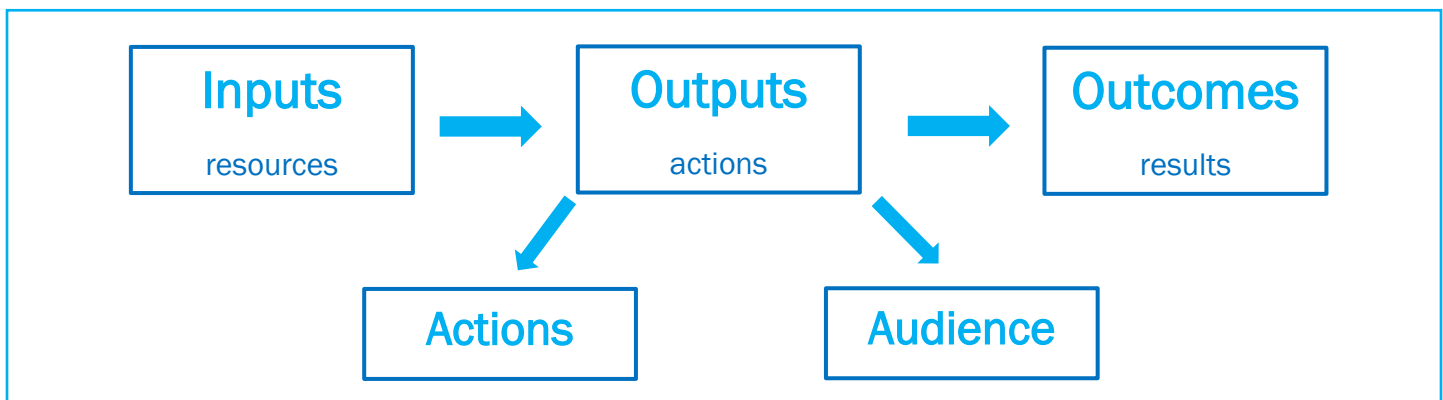 Inputs
resources
Outputs
actions
Outcomes
results
Actions
Audience